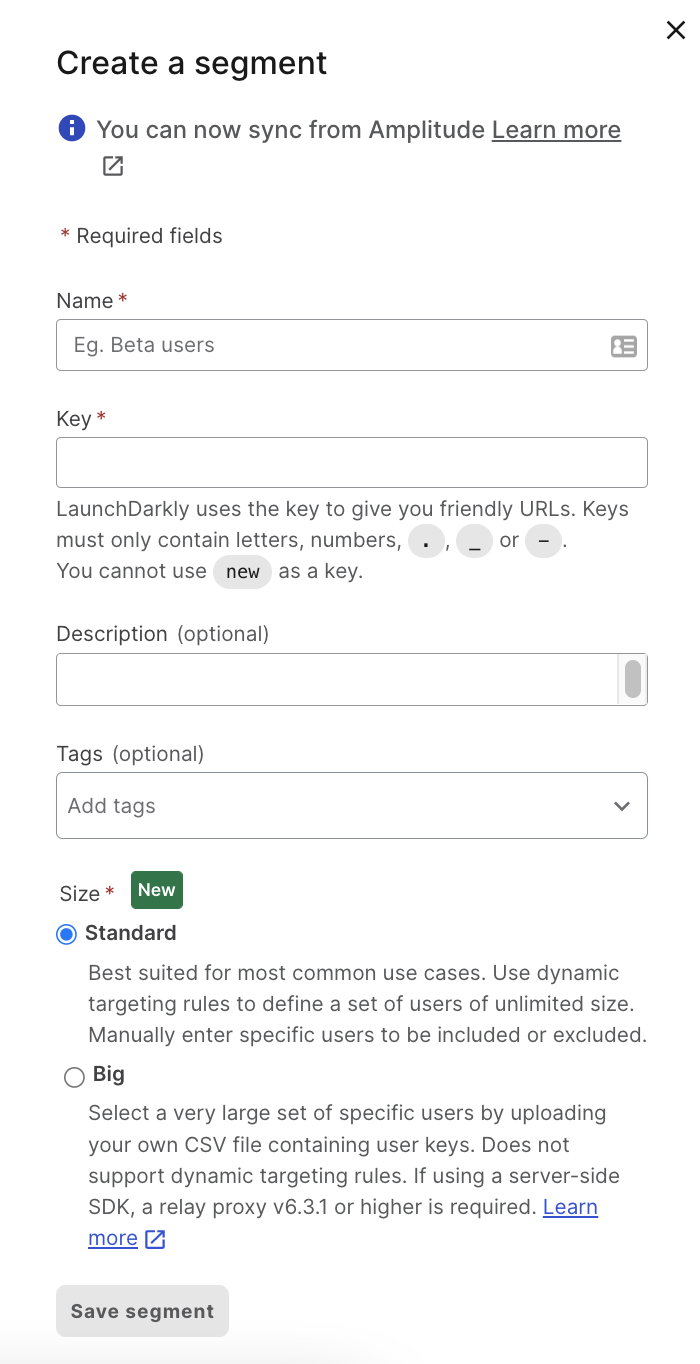 Create a segment
You can now sync from Amplitude Learn more
* Required fields
Name *
Eg. Beta users
Key *
LaunchDarkly uses the key to give you friendly URLs. Keys
must only contain letters, numbers, . , _ or - .
You cannot use new as a key.
Description (optional)
Tags (optional)
Add tags
Size * New
Standard
Best suited for most common use cases. Use dynamic
targeting rules to define a set of users of unlimited size.
Manually enter specific users to be included or excluded.
Big
Select a very large set of specific users by uploading
your own CSV file containing user keys. Does not
support dynamic targeting rules. If using a server-side
SDK, a relay proxy v6.3.1 or higher is required. Learn
more
Save segment